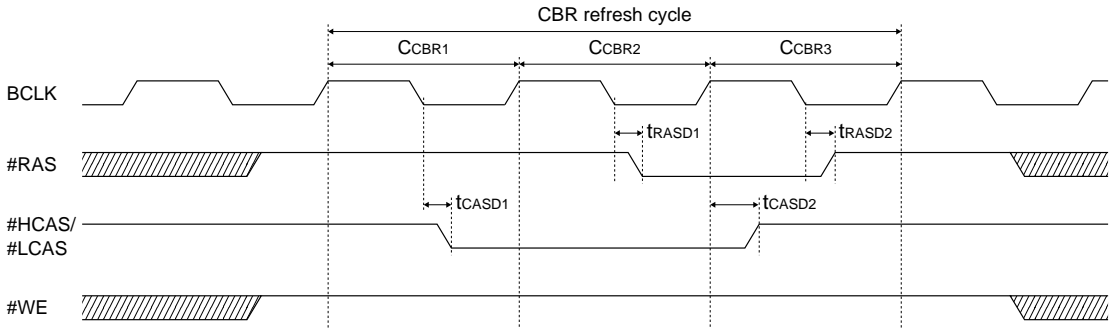 CBR refresh cycle
CCBR1 CCBR2 CCBR3
BCLK
tRASD1 tRASD2
#RAS
tCASD1 tCASD2
#HCAS/
#LCAS
#WE